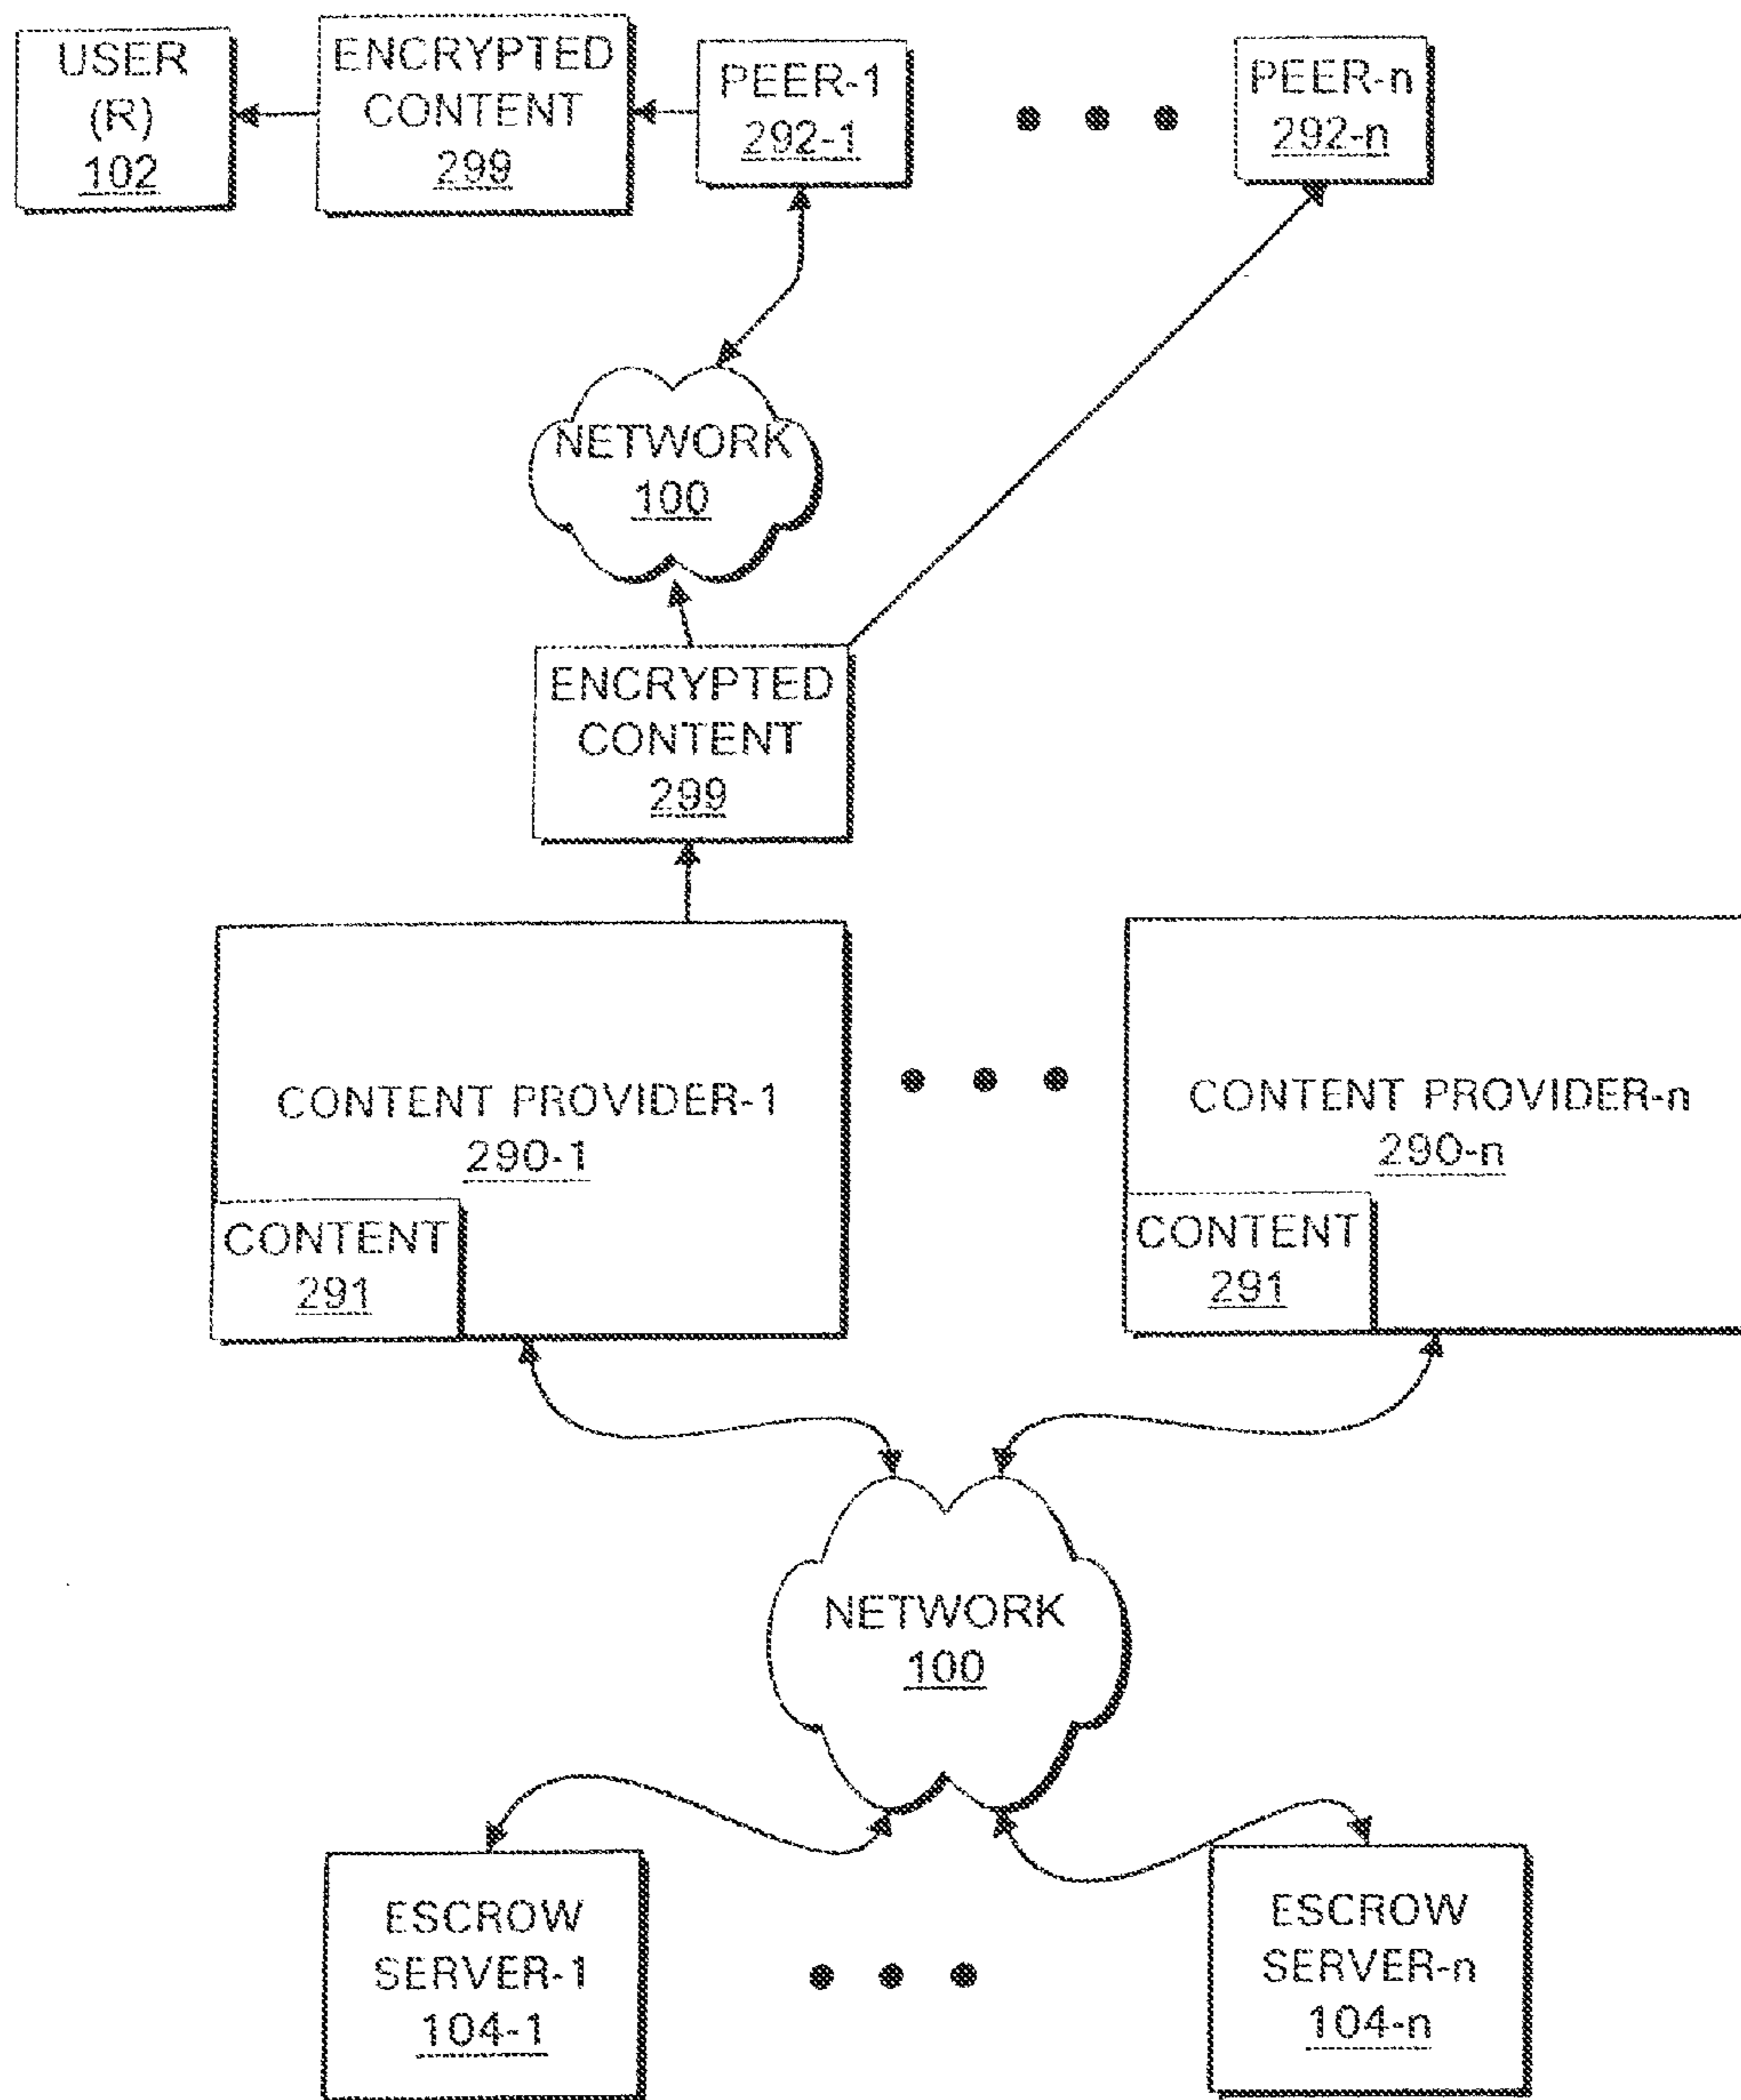 USER
(R)
102
ENCRYPTED
CONTENT
299
PEER-1
292-1
PEER-n
292-n
NETWORK
100
ENCRYPTED
CONTENT
299
CONTENT PROVIDER-1
290-1
CONTENT
291
CONTENT PROVIDER-n
290-n
CONTENT
291
NETWORK
100
ESCROW
SERVER-1
104-1
ESCROW
SERVER-n
104-n